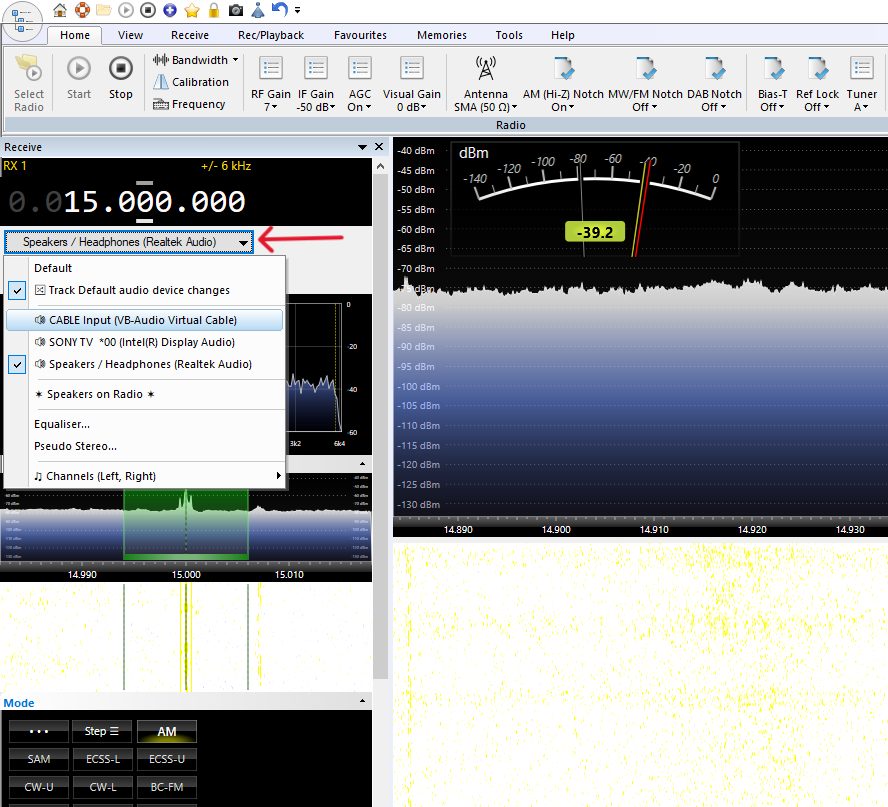 Home View Receive Rec/Playback Favourites Memories Tools Help
Select Radio
Start
Stop
Bandwidth
Calibration
Frequency
RF Gain 7
IF Gain -50 dB
AGC On
Visual Gain 0 dB
Antenna SMA (50 Ω)
AM (Hi-Z) Notch On
MW/FM Notch Off
DAB Notch Off
Bias-T Off
Ref Lock Off
Tuner A
Radio
Receive
RX 1 +/- 6 kHz
0.015.000.000
Speakers / Headphones (Realtek Audio)
Default
Track Default audio device changes
CABLE Input (VB-Audio Virtual Cable)
SONY TV *00 (Intel(R) Display Audio)
Speakers / Headphones (Realtek Audio)
✶ Speakers on Radio ✶
Equaliser...
Pseudo Stereo...
♫ Channels (Left, Right)
0
-20
-40
-60
3k2 6k4
14.990 15.000 15.010
Mode
... Step ☰ AM
SAM ECSS-L ECSS-U
CW-U CW-L BC-FM
dBm
-140 -120 -100 -80 -60 -20 0
-39.2
-40 dBm
-45 dBm
-50 dBm
-55 dBm
-60 dBm
-65 dBm
-70 dBm
-75 dBm
-80 dBm
-85 dBm
-90 dBm
-95 dBm
-100 dBm
-105 dBm
-110 dBm
-115 dBm
-120 dBm
-125 dBm
-130 dBm
14.890 14.900 14.910 14.920 14.930